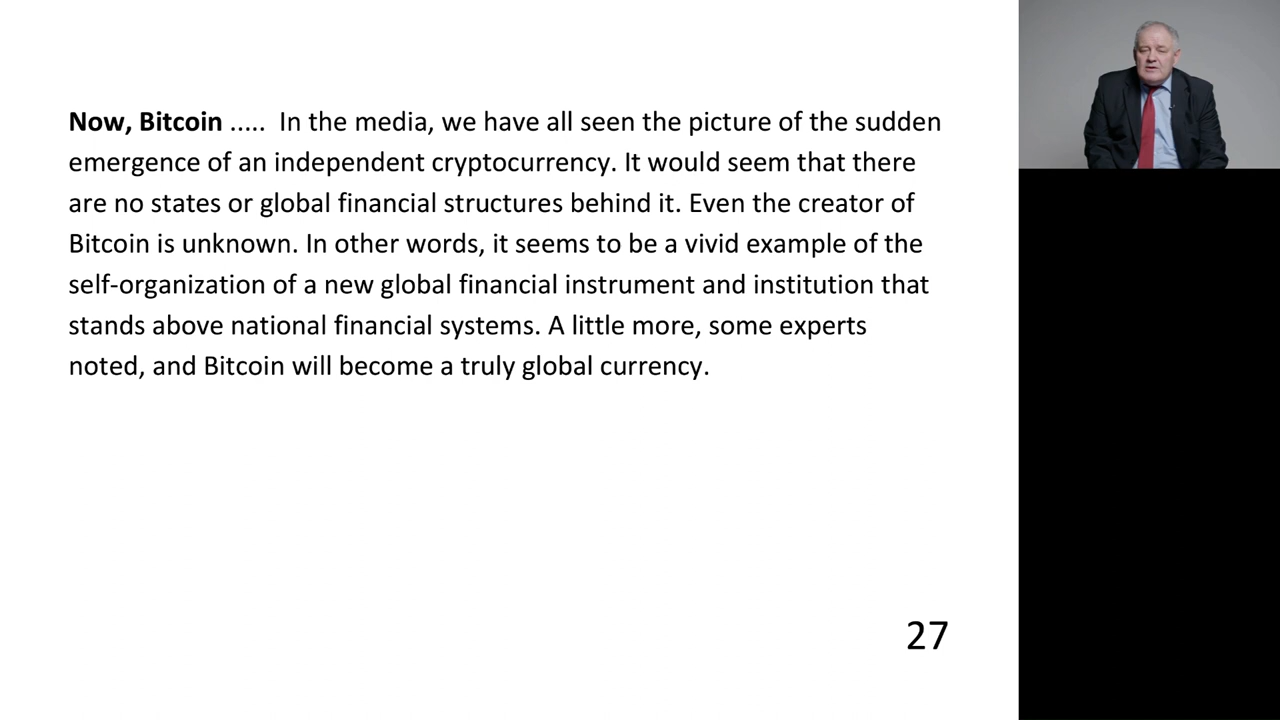 Now, Bitcoin ..... In the media, we have all seen the picture of the sudden
emergence of an independent cryptocurrency. It would seem that there
are no states or global financial structures behind it. Even the creator of
Bitcoin is unknown. In other words, it seems to be a vivid example of the
self-organization of a new global financial instrument and institution that
stands above national financial systems. A little more, some experts
noted, and Bitcoin will become a truly global currency.
27